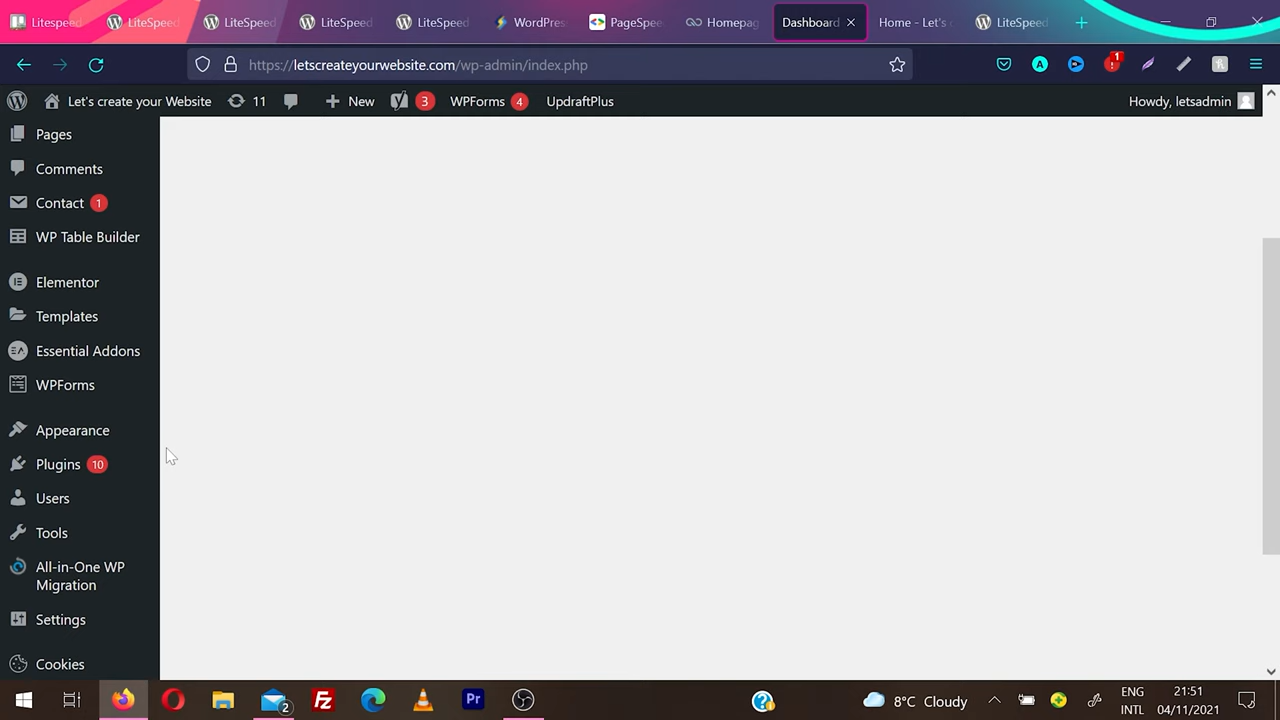 Litespeed
LiteSpeed
LiteSpeed
LiteSpeed
LiteSpeed
WordPress
PageSpee
Homepag
Dashboard
Home - Let's c
LiteSpeed
https://letscreateyourwebsite.com/wp-admin/index.php
1
Let's create your Website
11
New
3
WPForms 4
UpdraftPlus
Howdy, letsadmin
Pages
Comments
Contact 1
WP Table Builder
Elementor
Templates
Essential Addons
WPForms
Appearance
Plugins 10
Users
Tools
All-in-One WP
Migration
Settings
Cookies
2
8°C Cloudy
ENG
INTL
21:51
04/11/2021